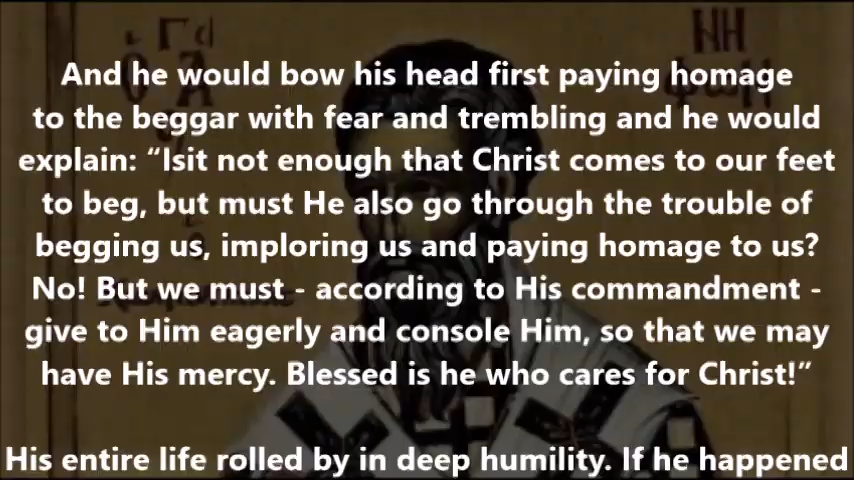 And he would bow his head first paying homage
to the beggar with fear and trembling and he would
explain: “Isit not enough that Christ comes to our feet
to beg, but must He also go through the trouble of
begging us, imploring us and paying homage to us?
No! But we must - according to His commandment -
give to Him eagerly and console Him, so that we may
have His mercy. Blessed is he who cares for Christ!”
His entire life rolled by in deep humility. If he happened